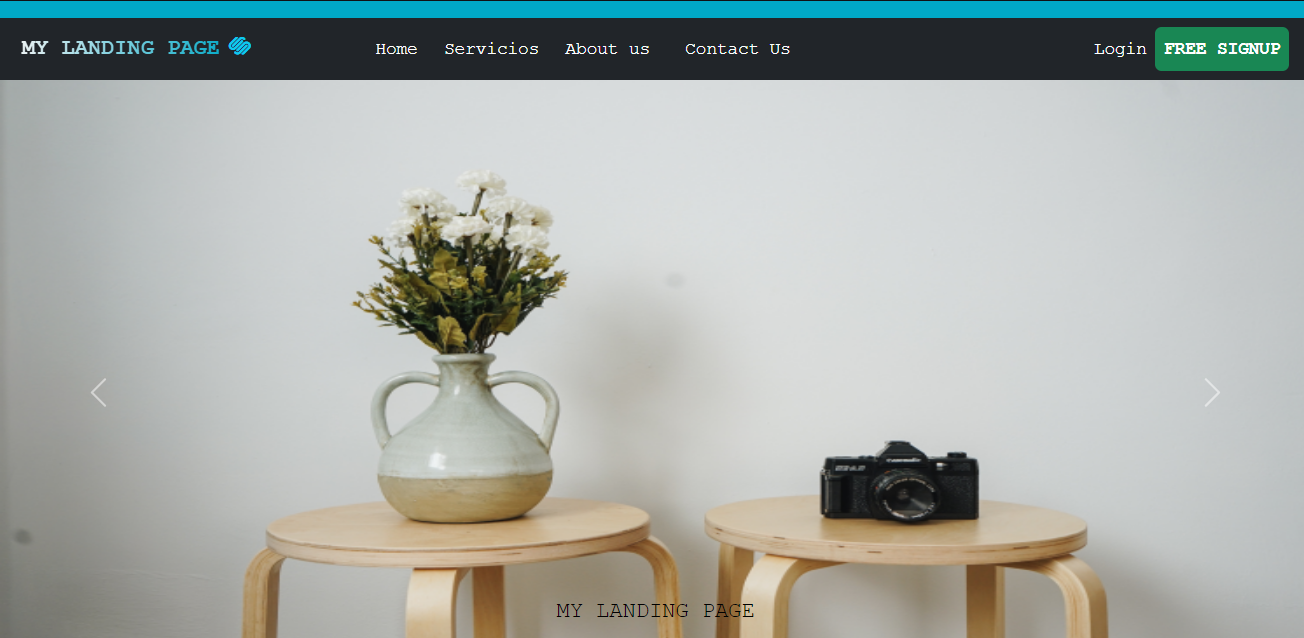 MY LANDING PAGE
Home Servicios About us Contact Us
Login FREE SIGNUP
MY LANDING PAGE